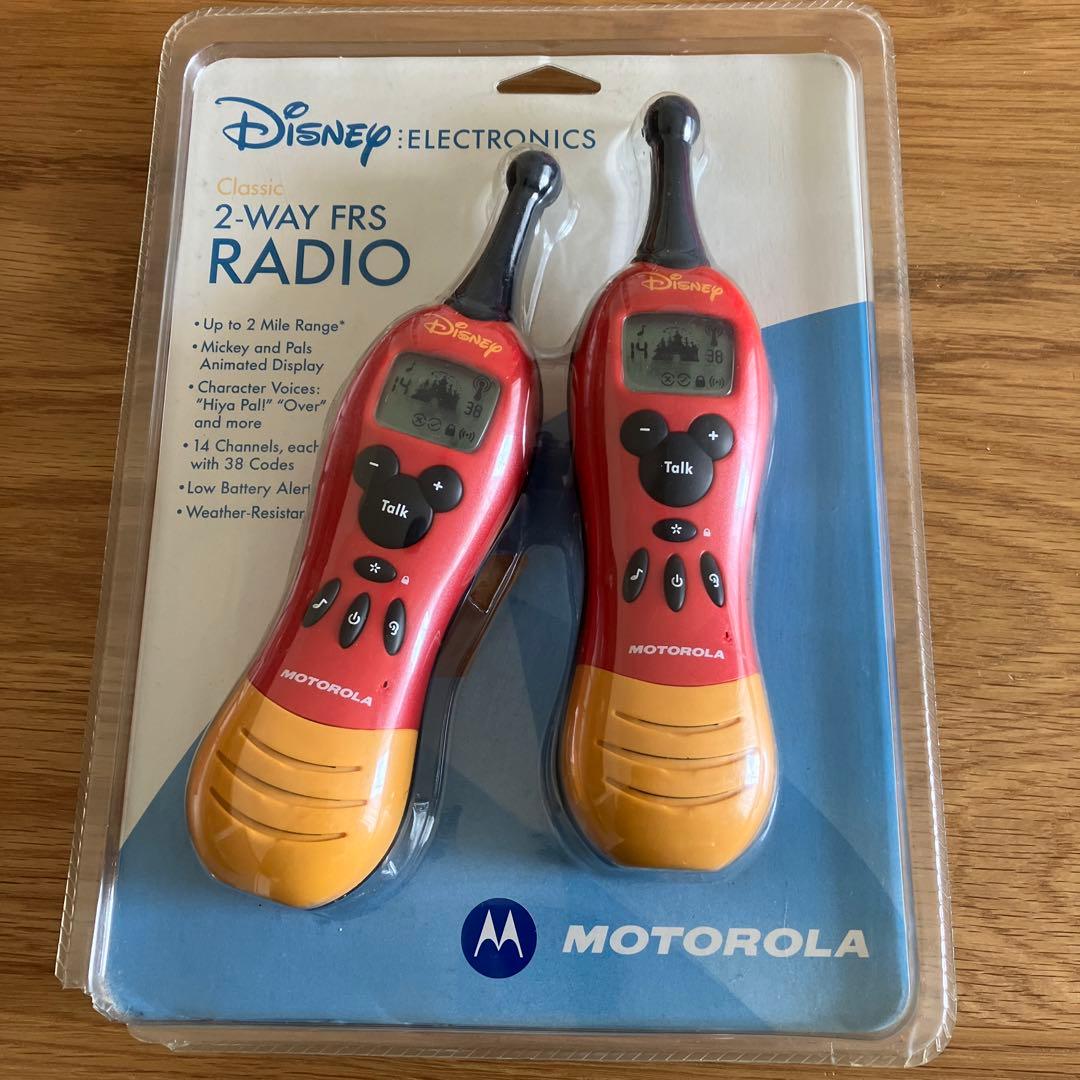 Disney ELECTRONICS
Classic
2-WAY FRS
RADIO
• Up to 2 Mile Range*
• Mickey and Pals
Animated Display
• Character Voices:
"Hiya Pal!" "Over"
and more
• 14 Channels, each
with 38 Codes
• Low Battery Alert
• Weather-Resistan
Disney
14
38
- +
Talk
MOTOROLA
Disney
14
38
- +
Talk
MOTOROLA
MOTOROLA